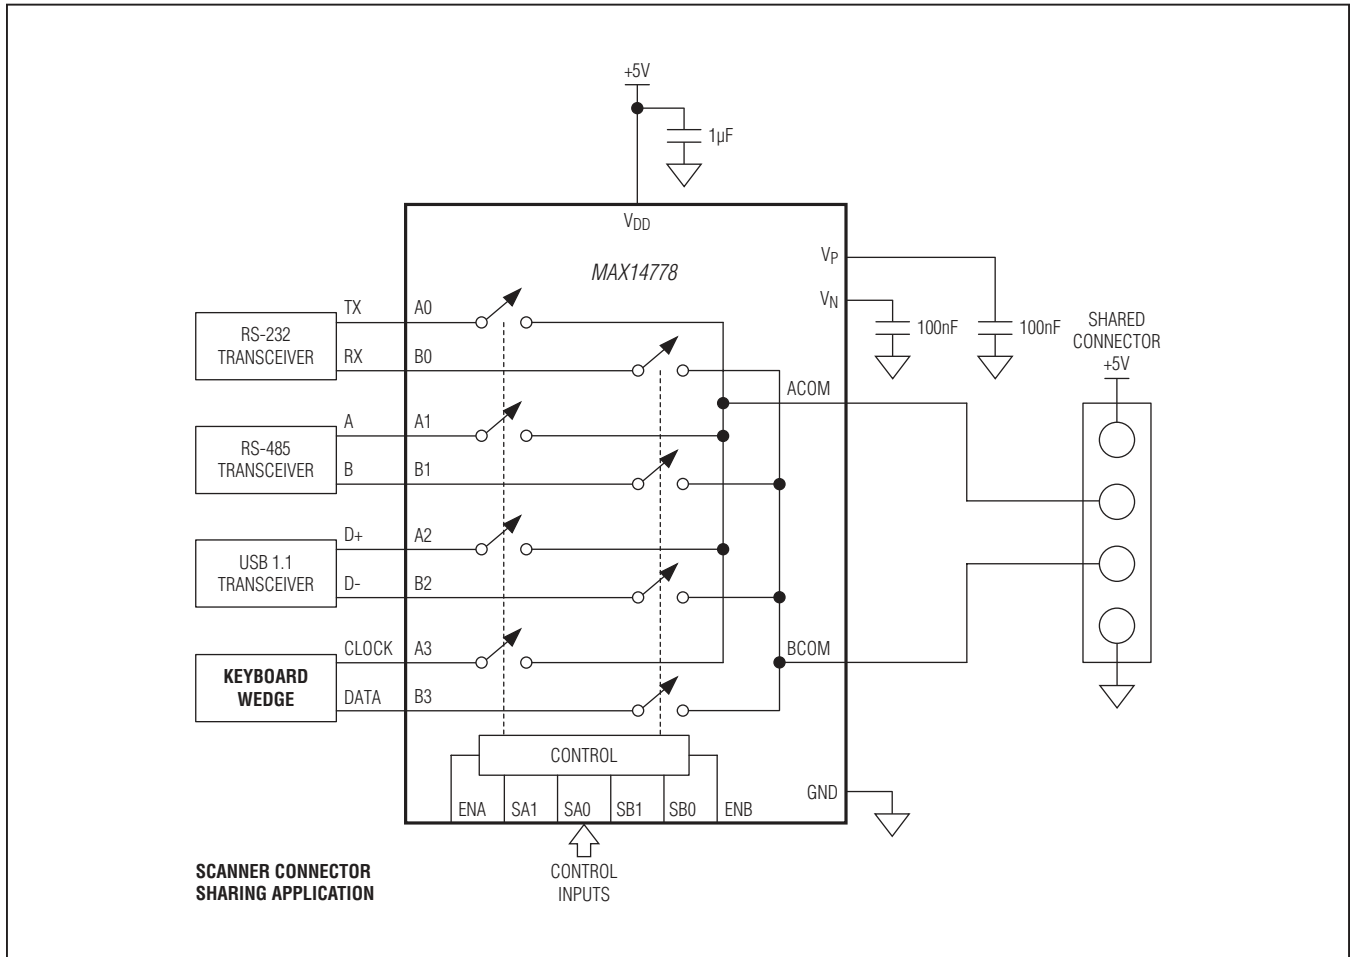 +5V
1µF
VDD
MAX14778
VP
VN
100nF
100nF
SHARED
CONNECTOR
+5V
RS-232
TRANSCEIVER
TX
RX
A0
B0
ACOM
RS-485
TRANSCEIVER
A
B
A1
B1
USB 1.1
TRANSCEIVER
D+
D-
A2
B2
KEYBOARD
WEDGE
CLOCK
DATA
A3
B3
BCOM
CONTROL
GND
ENA
SA1
SA0
SB1
SB0
ENB
CONTROL
INPUTS
SCANNER CONNECTOR
SHARING APPLICATION